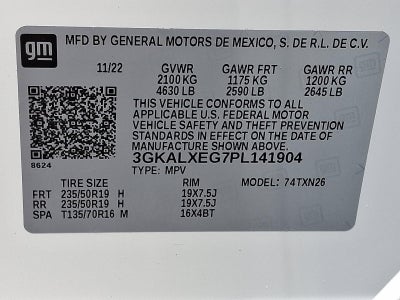 gm MFD BY GENERAL MOTORS DE MEXICO, S. DE R.L. DE C.V.
11/22 GVWR GAWR FRT GAWR RR
2100 KG 1175 KG 1200 KG
4630 LB 2590 LB 2645 LB
THIS VEHICLE CONFORMS TO ALL
APPLICABLE U.S. FEDERAL MOTOR
VEHICLE SAFETY AND THEFT PREVENTION
STANDARDS IN EFFECT ON THE DATE OF
MANUFACTURE SHOWN ABOVE.
8624 3GKALXEG7PL141904
TYPE: MPV MODEL: 74TXN26
TIRE SIZE RIM
FRT 235/50R19 H 19X7.5J
RR 235/50R19 H 19X7.5J
SPA T135/70R16 M 16X4BT